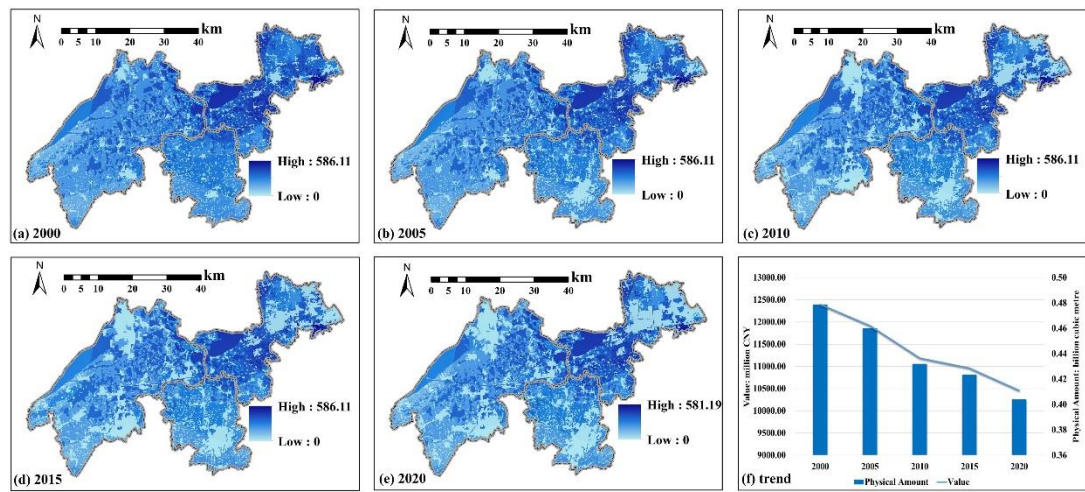 N
km
0 5 10 20 30 40
High : 586.11
Low : 0
(a) 2000
N
km
0 5 10 20 30 40
High : 586.11
Low : 0
(b) 2005
N
km
0 5 10 20 30 40
High : 586.11
Low : 0
(c) 2010
N
km
0 5 10 20 30 40
High : 586.11
Low : 0
(d) 2015
N
km
0 5 10 20 30 40
High : 581.19
Low : 0
(e) 2020
Value: million CNY
13000.00
12500.00
12000.00
11500.00
11000.00
10500.00
10000.00
9500.00
9000.00
0.50
0.48
0.46
0.44
0.42
0.40
0.38
0.36
Physical Amount: billion cubic metre
2000 2005 2010 2015 2020
Physical Amount Value
(f) trend